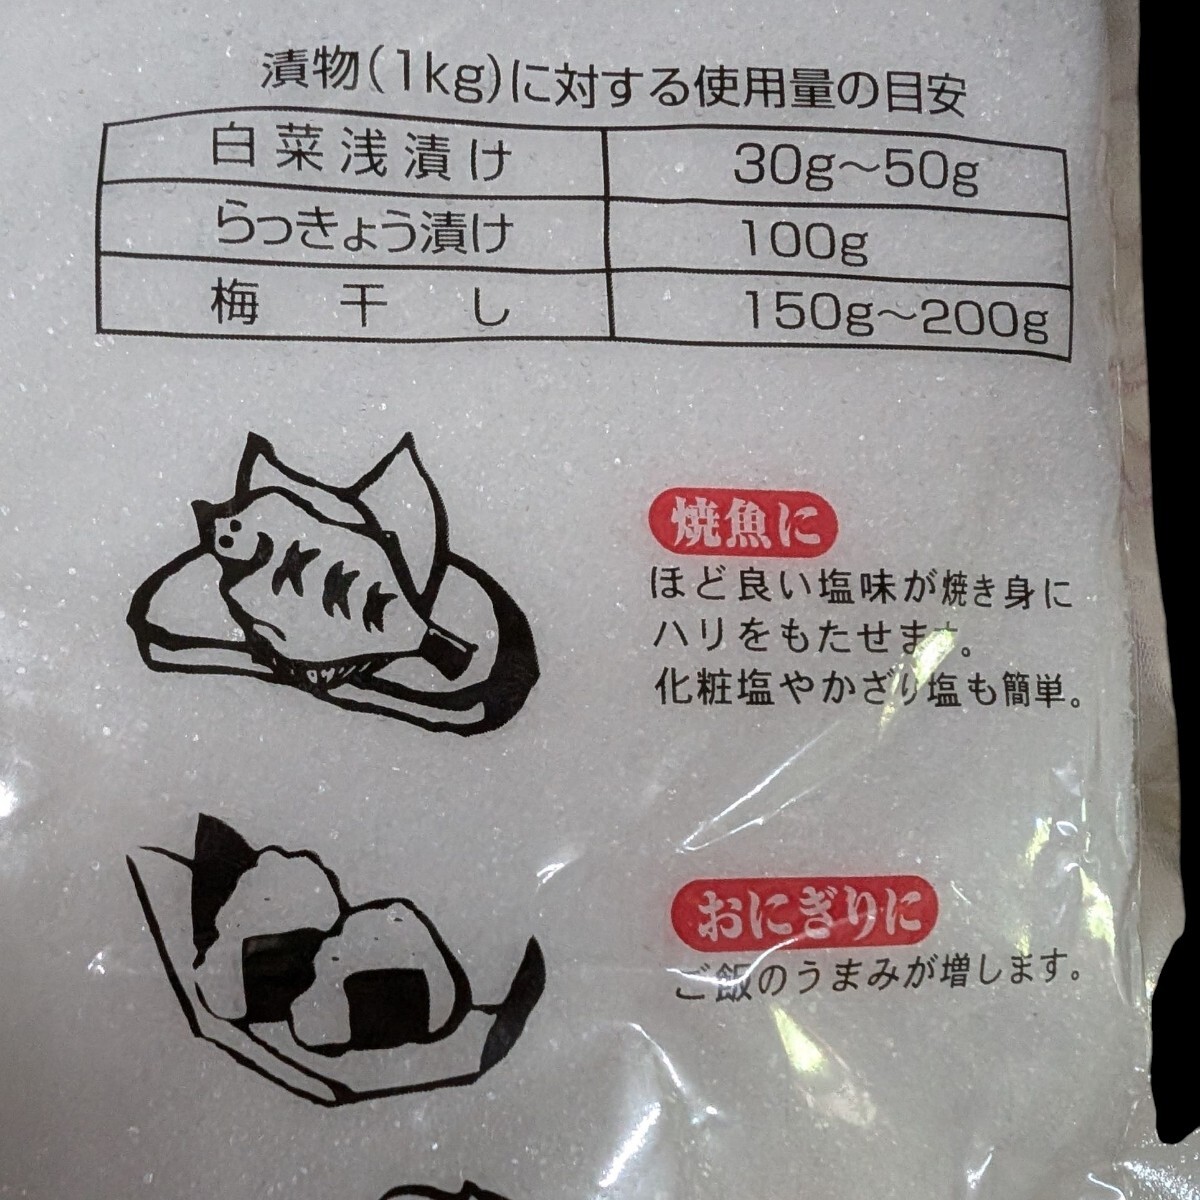 漬物(1kg)に対する使用量の目安
白菜浅漬け 30g～50g
らっきょう漬け 100g
梅干し 150g～200g
焼魚に
ほど良い塩味が焼き身に
ハリをもたせます。
化粧塩やかざり塩も簡単。
おにぎりに
ご飯のうまみが増します。